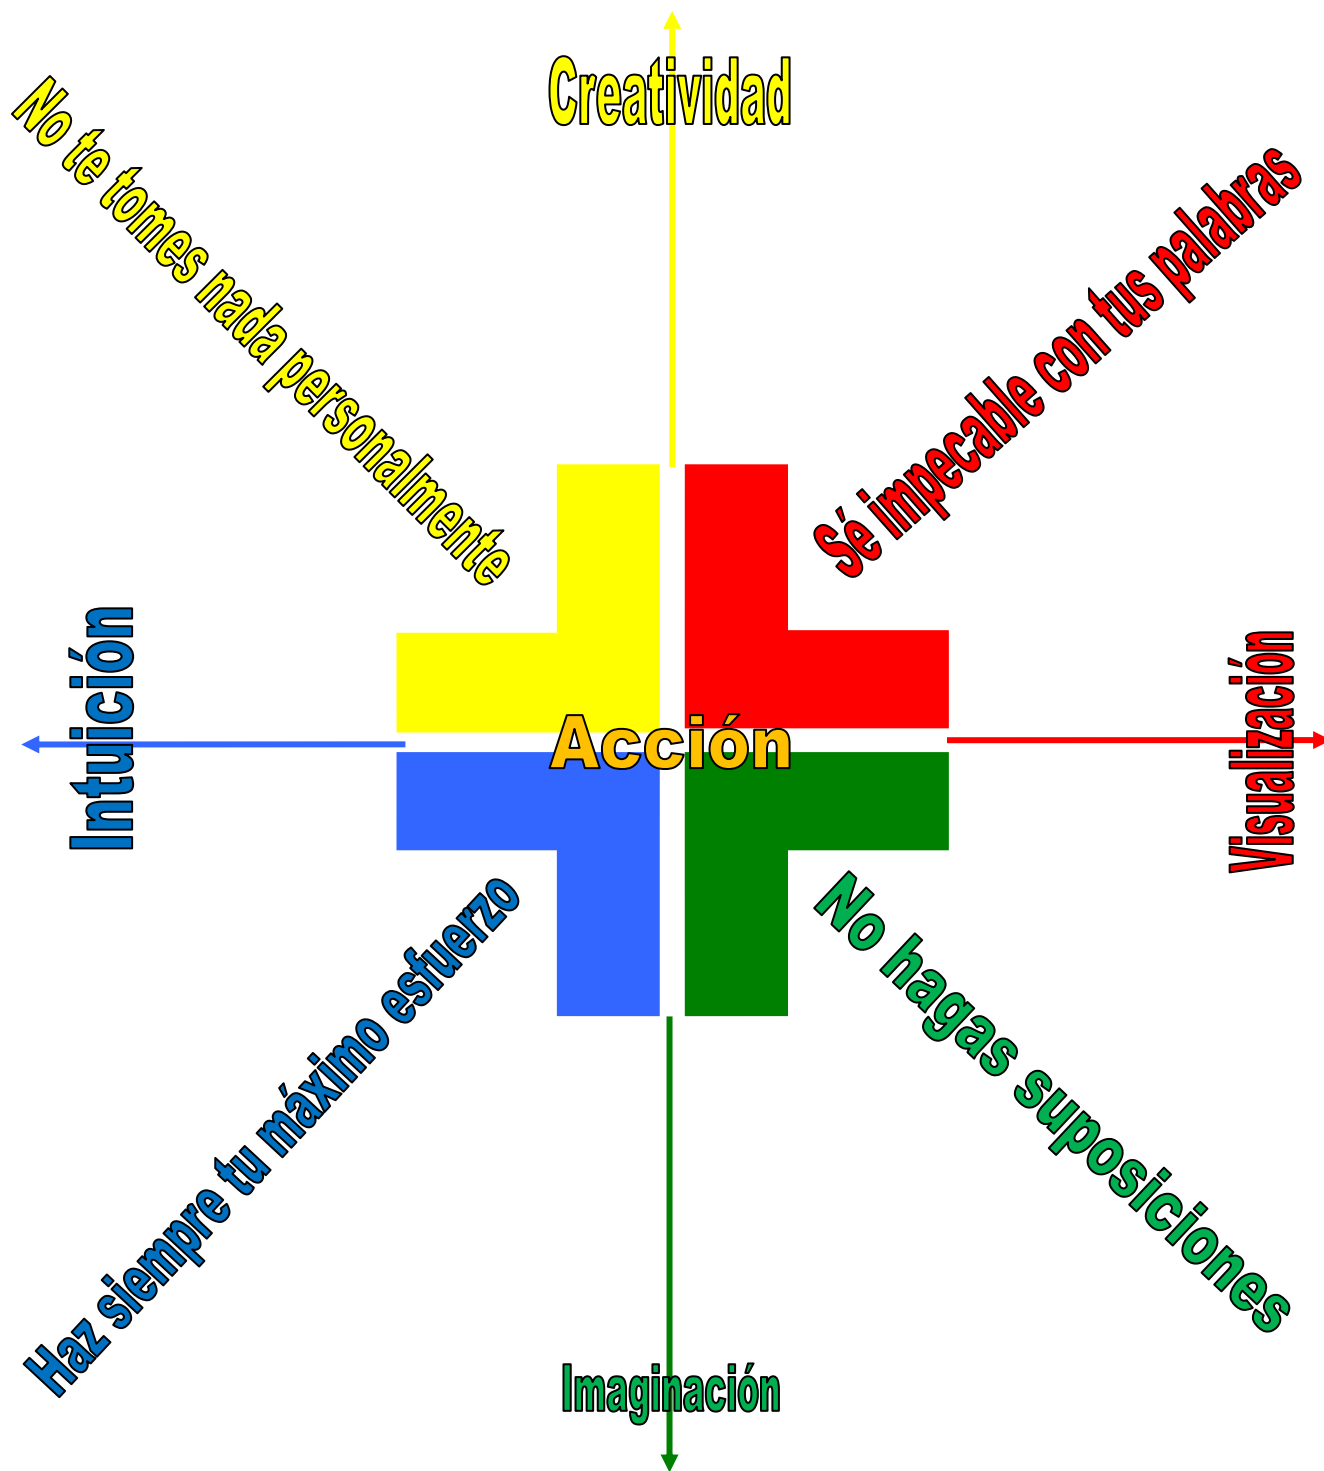 Creatividad
No te tomes nada personalmente
Sé impecable con tus palabras
Intuición
Acción
Visualización
Haz siempre tu máximo esfuerzo
No hagas suposiciones
Imaginación